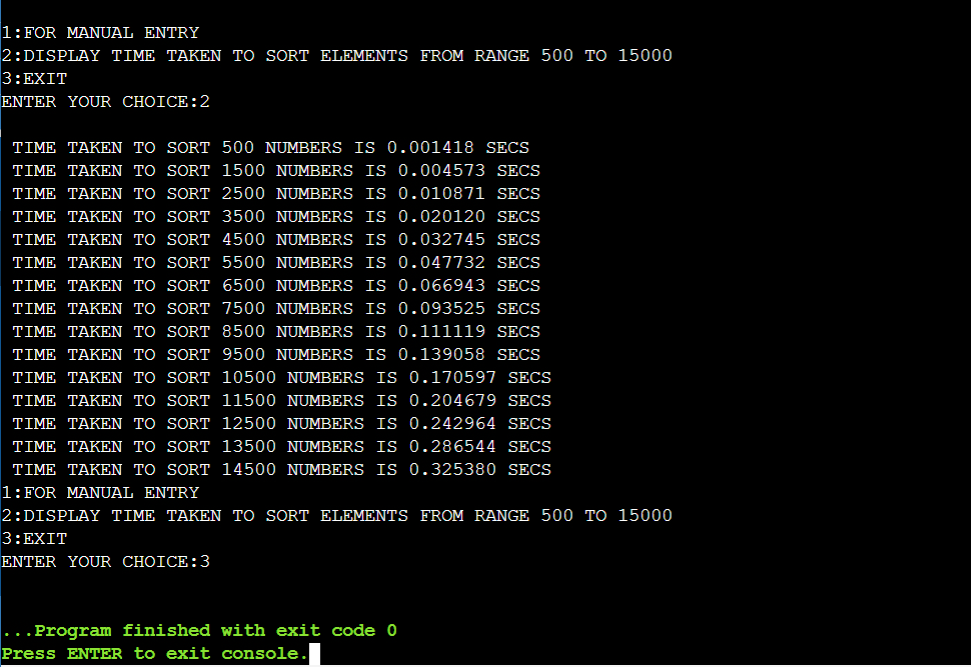 1:FOR MANUAL ENTRY
2:DISPLAY TIME TAKEN TO SORT ELEMENTS FROM RANGE 500 TO 15000
3:EXIT
ENTER YOUR CHOICE:2
TIME TAKEN TO SORT 500 NUMBERS IS 0.001418 SECS
TIME TAKEN TO SORT 1500 NUMBERS IS 0.004573 SECS
TIME TAKEN TO SORT 2500 NUMBERS IS 0.010871 SECS
TIME TAKEN TO SORT 3500 NUMBERS IS 0.020120 SECS
TIME TAKEN TO SORT 4500 NUMBERS IS 0.032745 SECS
TIME TAKEN TO SORT 5500 NUMBERS IS 0.047732 SECS
TIME TAKEN TO SORT 6500 NUMBERS IS 0.066943 SECS
TIME TAKEN TO SORT 7500 NUMBERS IS 0.093525 SECS
TIME TAKEN TO SORT 8500 NUMBERS IS 0.111119 SECS
TIME TAKEN TO SORT 9500 NUMBERS IS 0.139058 SECS
TIME TAKEN TO SORT 10500 NUMBERS IS 0.170597 SECS
TIME TAKEN TO SORT 11500 NUMBERS IS 0.204679 SECS
TIME TAKEN TO SORT 12500 NUMBERS IS 0.242964 SECS
TIME TAKEN TO SORT 13500 NUMBERS IS 0.286544 SECS
TIME TAKEN TO SORT 14500 NUMBERS IS 0.325380 SECS
1:FOR MANUAL ENTRY
2:DISPLAY TIME TAKEN TO SORT ELEMENTS FROM RANGE 500 TO 15000
3:EXIT
ENTER YOUR CHOICE:3
...Program finished with exit code 0
Press ENTER to exit console.